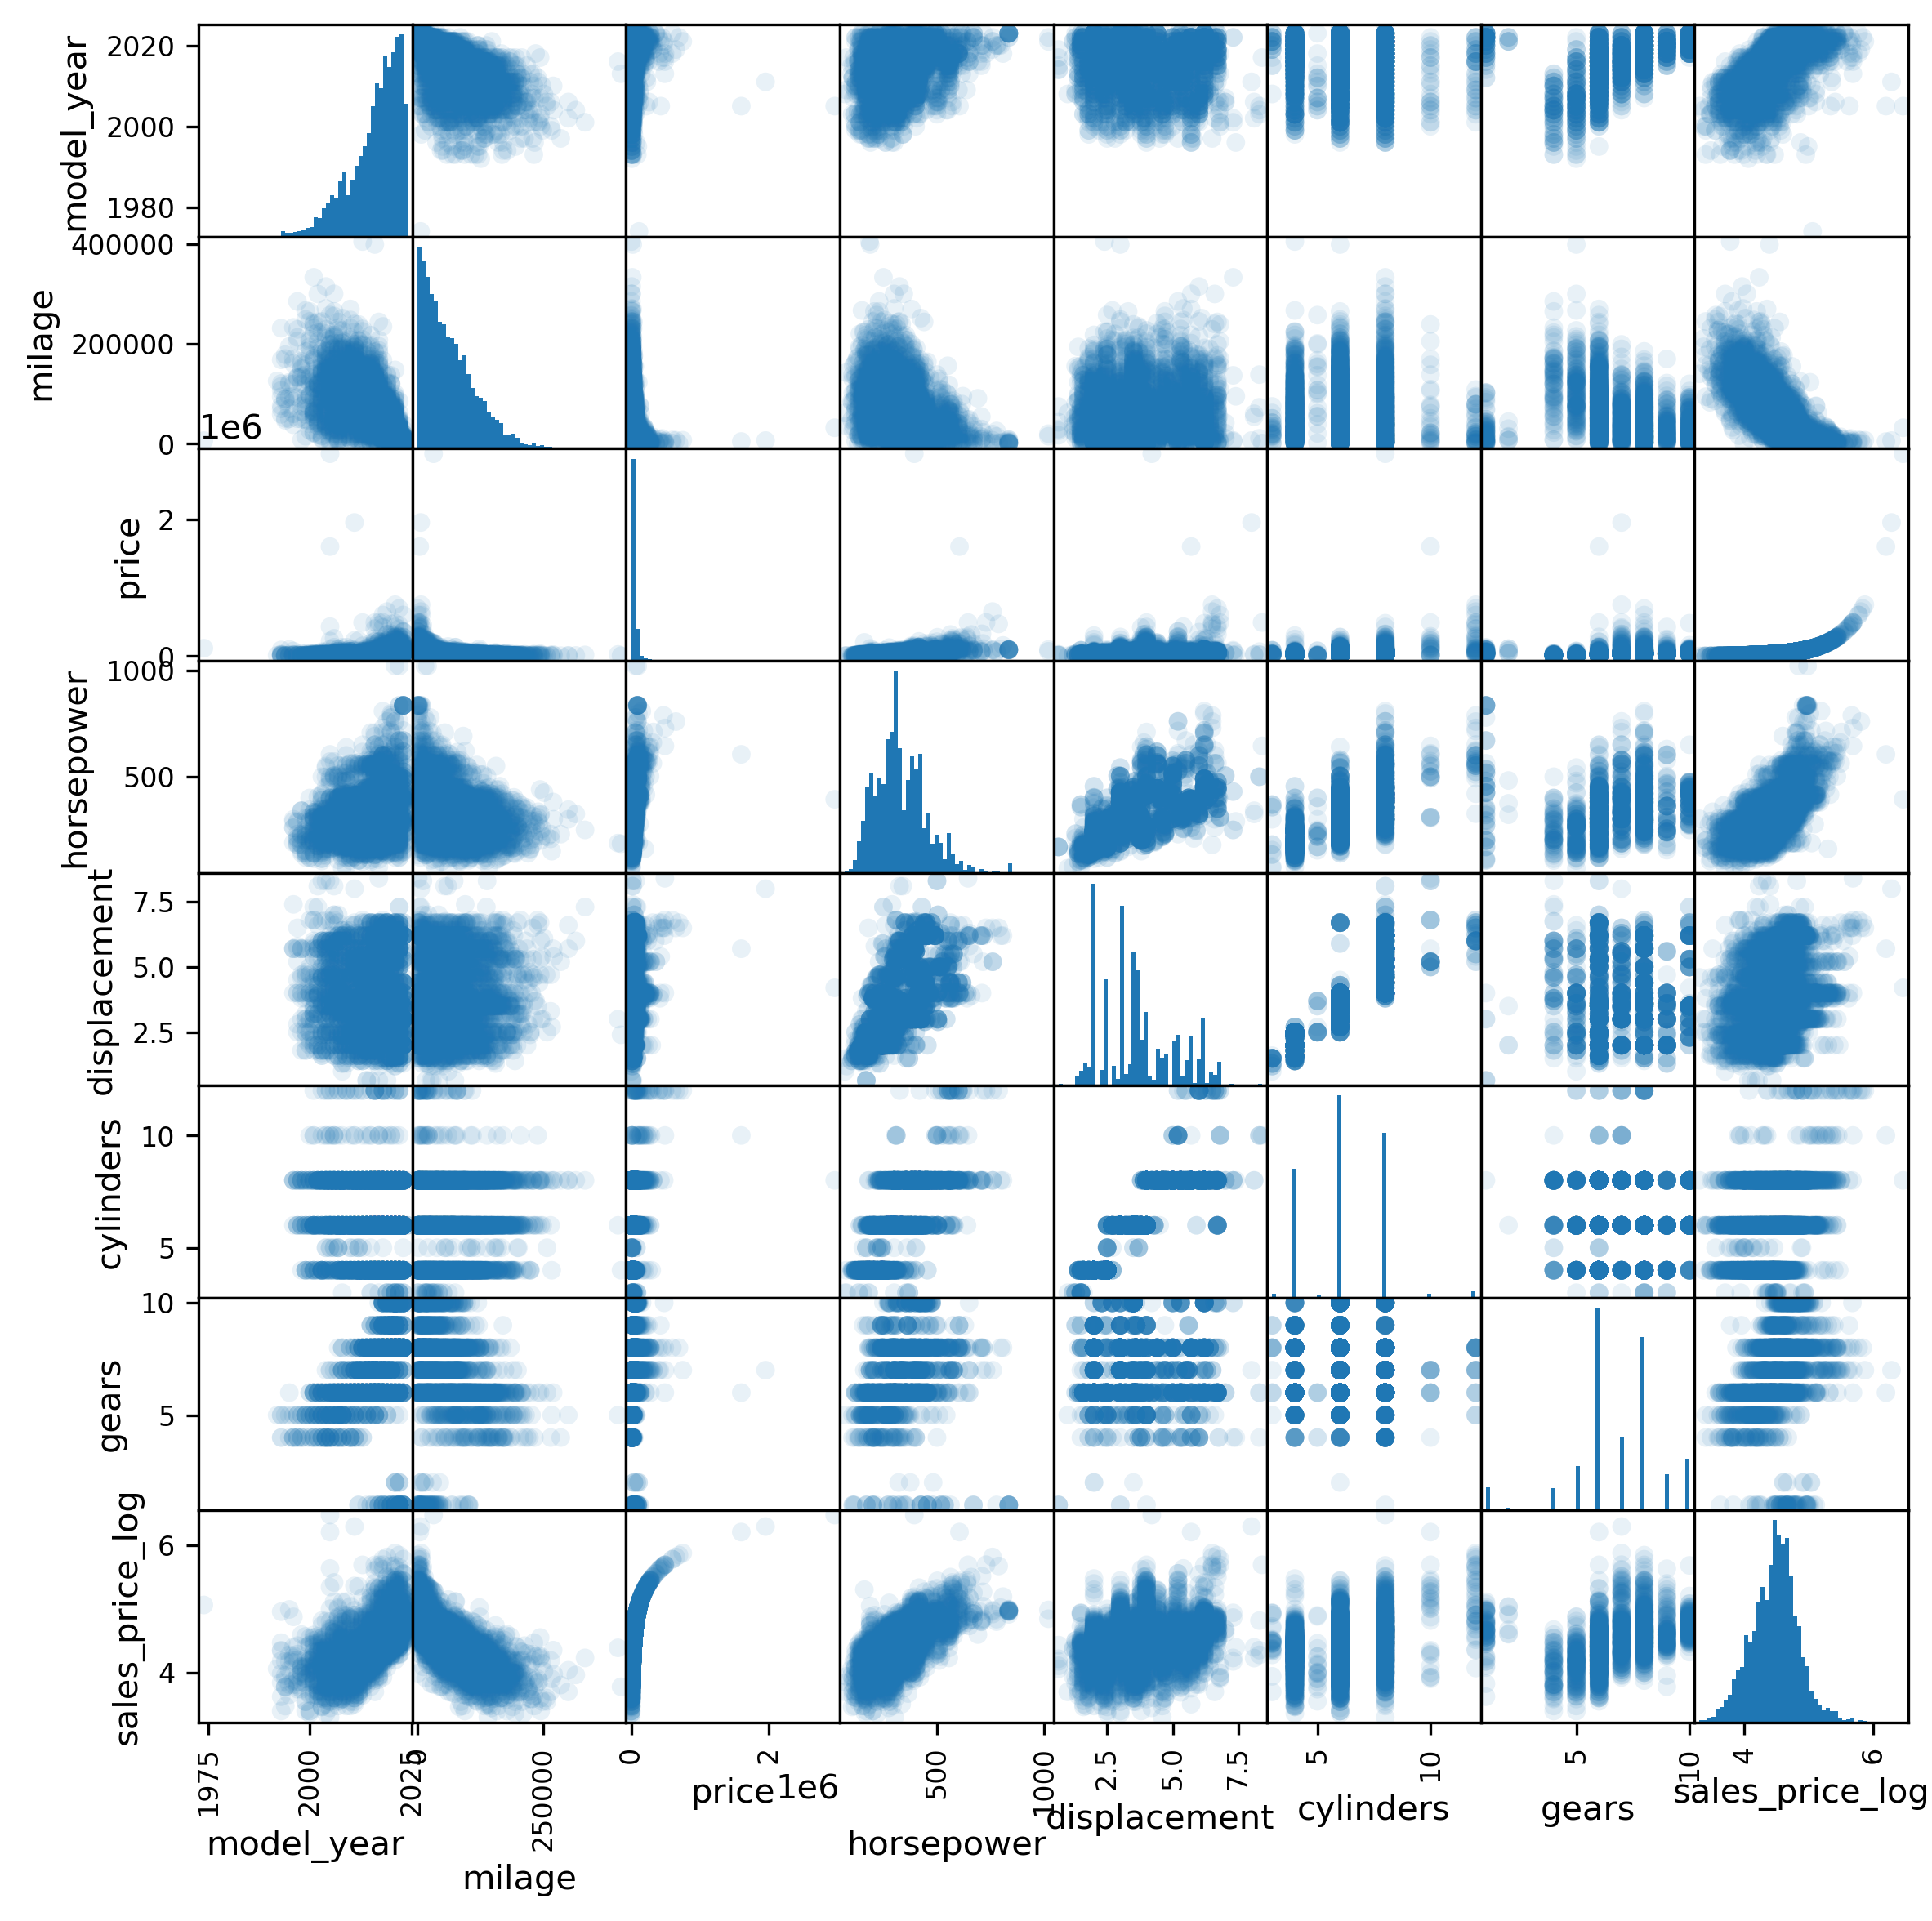 2020
2000
1980
model_year
400000
200000
0
milage
1e6
2
0
price
1000
500
horsepower
7.5
5.0
2.5
displacement
10
5
cylinders
10
5
gears
6
4
sales_price_log
1975
2000
2025
model_year
0
250000
milage
0
2
price
1e6
500
1000
horsepower
2.5
5.0
7.5
displacement
5
10
cylinders
5
10
gears
4
6
sales_price_log